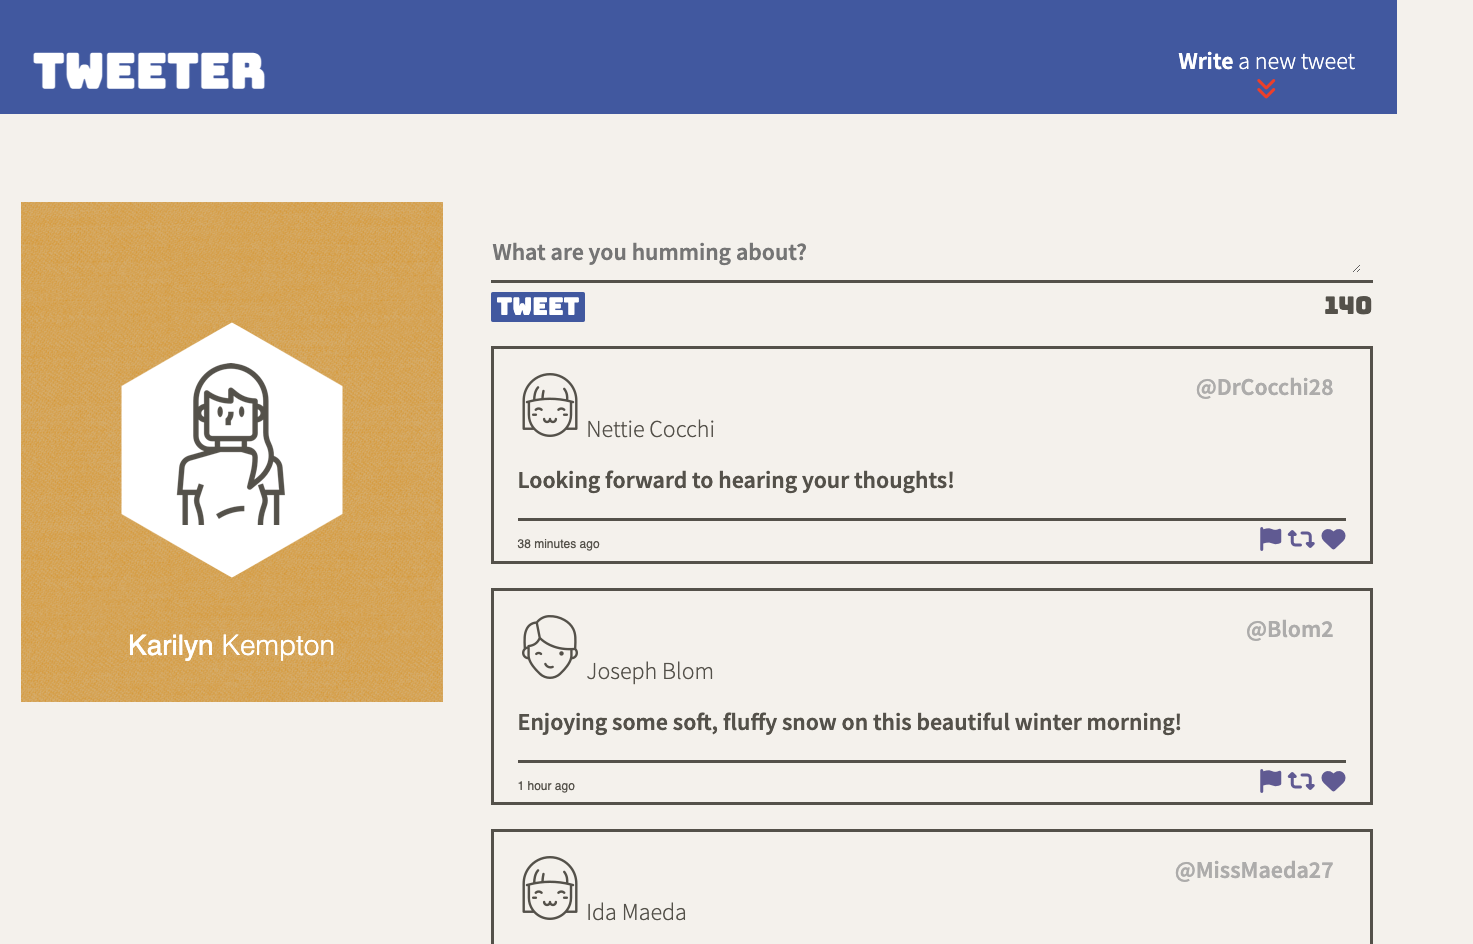 TWEETER
Write a new tweet
Karilyn Kempton
What are you humming about?
TWEET
140
@DrCocchi28
Nettie Cocchi
Looking forward to hearing your thoughts!
38 minutes ago
@Blom2
Joseph Blom
Enjoying some soft, fluffy snow on this beautiful winter morning!
1 hour ago
@MissMaeda27
Ida Maeda